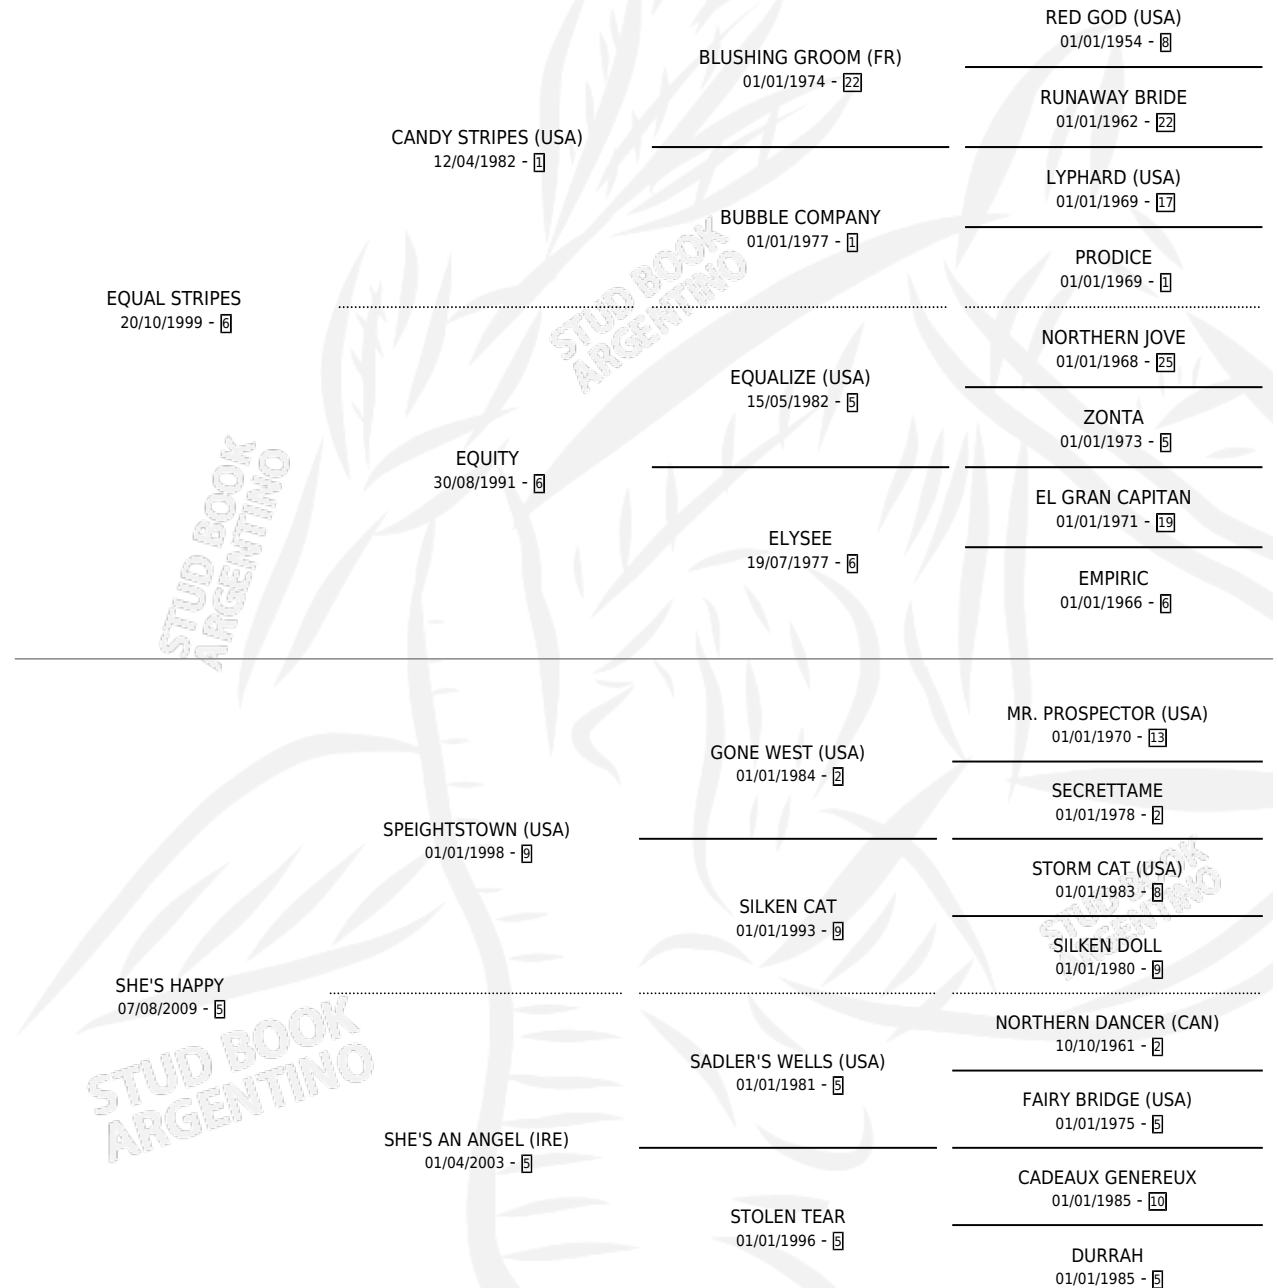 RED GOD (USA)
01/01/1954 - 8
BLUSHING GROOM (FR)
01/01/1974 - 22
RUNAWAY BRIDE
01/01/1962 - 22
CANDY STRIPES (USA)
12/04/1982 - 1
LYPHARD (USA)
01/01/1969 - 17
BUBBLE COMPANY
01/01/1977 - 1
PRODICE
01/01/1969 - 1
EQUAL STRIPES
20/10/1999 - 6
STUD BOOK
ARGENTINO
NORTHERN JOVE
01/01/1968 - 25
EQUALIZE (USA)
15/05/1982 - 5
ZONTA
01/01/1973 - 5
EQUITY
30/08/1991 - 6
EL GRAN CAPITAN
01/01/1971 - 19
ELYSEE
19/07/1977 - 6
EMPIRIC
01/01/1966 - 6
STUD BOOK
ARGENTINO
MR. PROSPECTOR (USA)
01/01/1970 - 13
GONE WEST (USA)
01/01/1984 - 2
SECRETTAME
01/01/1978 - 2
SPEIGHTSTOWN (USA)
01/01/1998 - 9
STORM CAT (USA)
01/01/1983 - 8
SILKEN CAT
01/01/1993 - 9
STUD BOOK
ARGENTINO
SILKEN DOLL
01/01/1980 - 9
SHE'S HAPPY
07/08/2009 - 5
STUD BOOK
ARGENTINO
NORTHERN DANCER (CAN)
10/10/1961 - 2
SADLER'S WELLS (USA)
01/01/1981 - 5
FAIRY BRIDGE (USA)
01/01/1975 - 5
SHE'S AN ANGEL (IRE)
01/04/2003 - 5
CADEAUX GENEREUX
01/01/1985 - 10
STOLEN TEAR
01/01/1996 - 5
DURRAH
01/01/1985 - 5